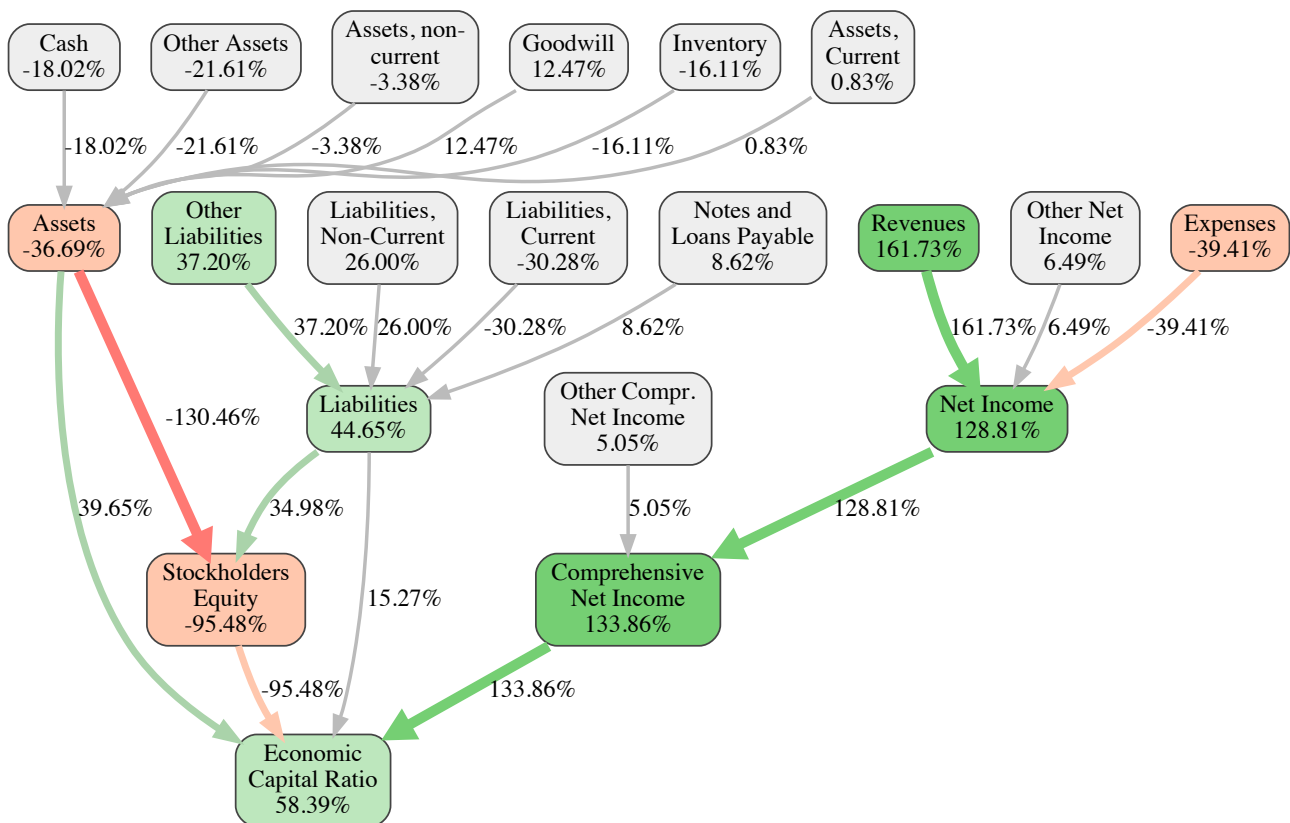 Cash
-18.02%
Other Assets
-21.61%
Assets, non-
current
-3.38%
Goodwill
12.47%
Inventory
-16.11%
Assets,
Current
0.83%
-18.02%
-21.61%
-3.38%
12.47%
-16.11%
0.83%
Assets
-36.69%
Other
Liabilities
37.20%
Liabilities,
Non-Current
26.00%
Liabilities,
Current
-30.28%
Notes and
Loans Payable
8.62%
Revenues
161.73%
Other Net
Income
6.49%
Expenses
-39.41%
37.20%
26.00%
-30.28%
8.62%
161.73%
6.49%
-39.41%
Liabilities
44.65%
Other Compr.
Net Income
5.05%
Net Income
128.81%
-130.46%
39.65%
34.98%
5.05%
128.81%
Stockholders
Equity
-95.48%
15.27%
Comprehensive
Net Income
133.86%
-95.48%
133.86%
Economic
Capital Ratio
58.39%